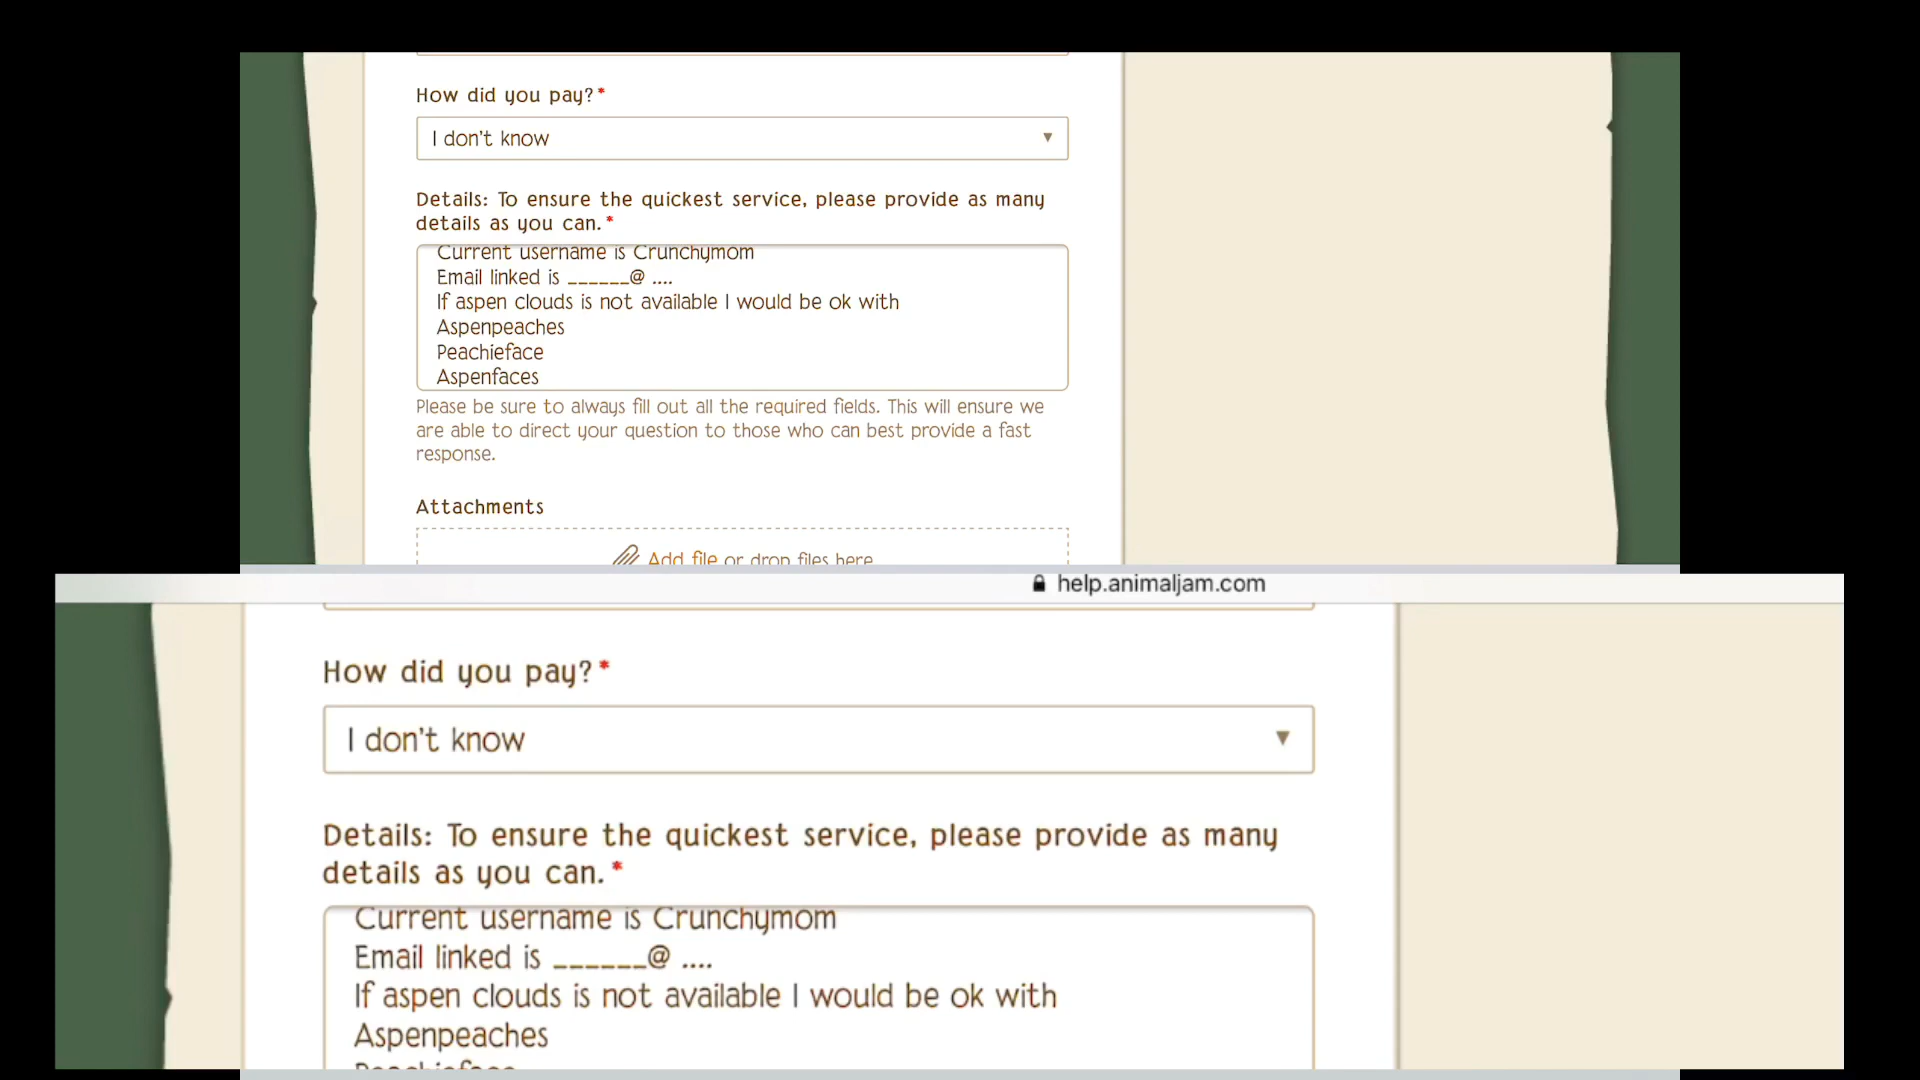 How did you pay?*
I don't know
Details: To ensure the quickest service, please provide as many
details as you can.*
Current username is Crunchymom
Email linked is ______@ ....
If aspen clouds is not available I would be ok with
Aspenpeaches
Peachieface
Aspenfaces
Please be sure to always fill out all the required fields. This will ensure we
are able to direct your question to those who can best provide a fast
response.
Attachments
Add file or drop files here
help.animaljam.com
How did you pay?*
I don't know
Details: To ensure the quickest service, please provide as many
details as you can.*
Current username is Crunchymom
Email linked is ______@ ....
If aspen clouds is not available I would be ok with
Aspenpeaches
Peachieface